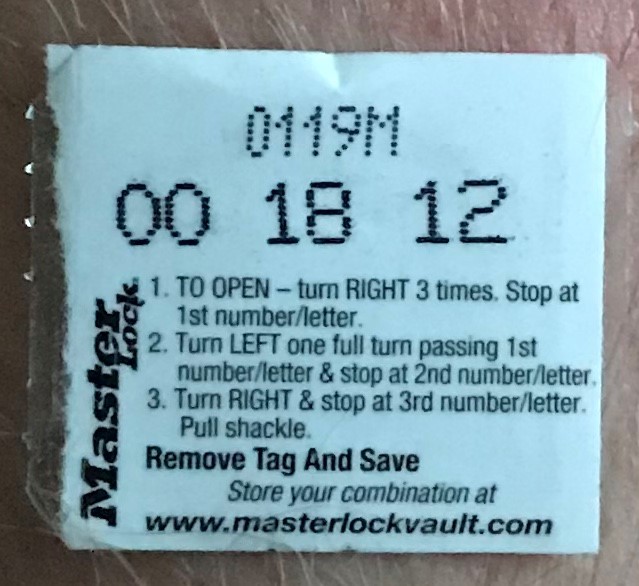 0119M
00 18 12
1. TO OPEN – turn RIGHT 3 times. Stop at
1st number/letter.
2. Turn LEFT one full turn passing 1st
number/letter & stop at 2nd number/letter.
3. Turn RIGHT & stop at 3rd number/letter.
Pull shackle.
Remove Tag And Save
Store your combination at
www.masterlockvault.com
Master
Lock.